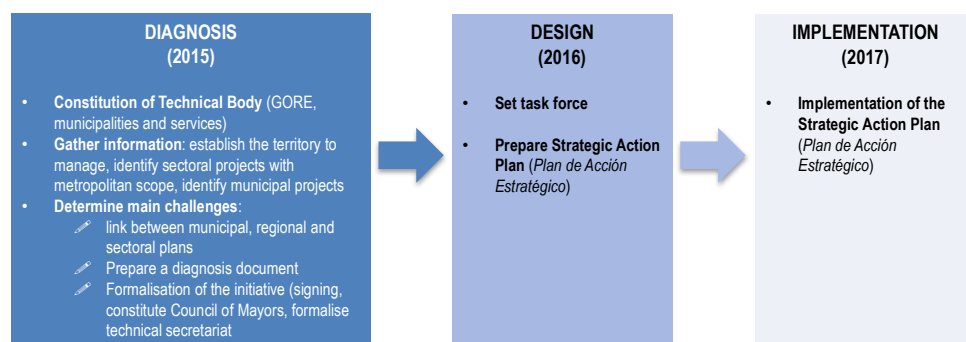 DIAGNOSIS
(2015)
• Constitution of Technical Body (GORE,
municipalities and services)
• Gather information: establish the territory to
manage, identify sectoral projects with
metropolitan scope, identify municipal projects
• Determine main challenges:
link between municipal, regional and
sectoral plans
Prepare a diagnosis document
Formalisation of the initiative (signing,
constitute Council of Mayors, formalise
technical secretariat
DESIGN
(2016)
• Set task force
• Prepare Strategic Action
Plan (Plan de Acción
Estratégico)
IMPLEMENTATION
(2017)
• Implementation of the
Strategic Action Plan
(Plan de Acción
Estratégico)